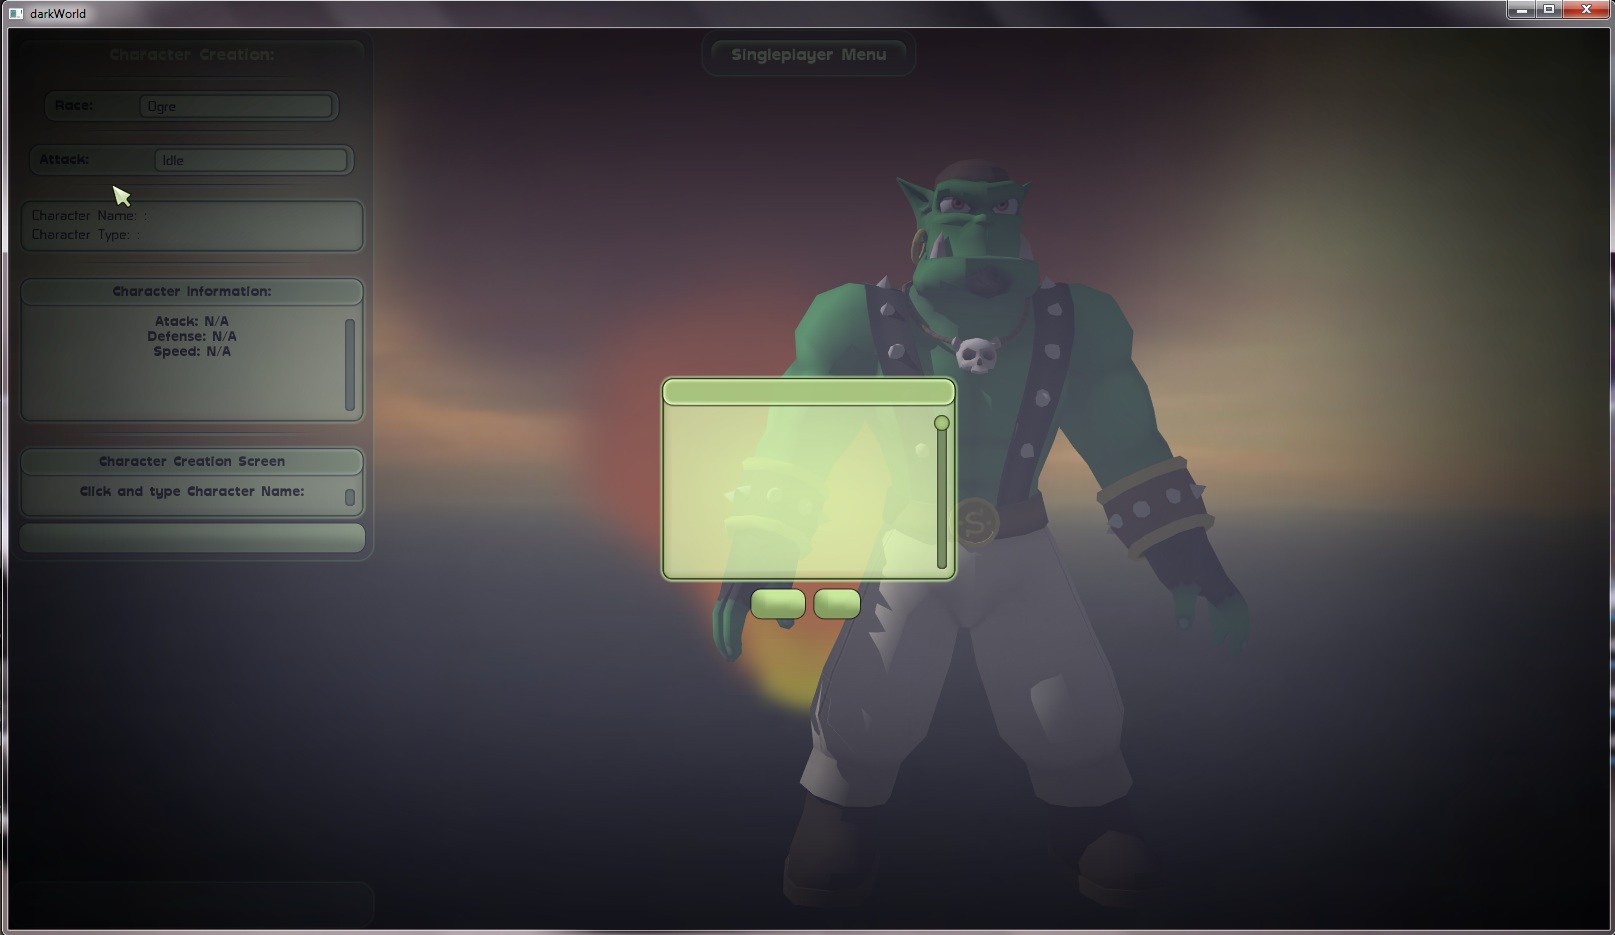 darkWorld
Character Creation:
Singleplayer Menu
Race: Ogre
Attack: Idle
Character Name: :
Character Type: :
Character Information:
Atack: N/A
Defense: N/A
Speed: N/A
Character Creation Screen
Click and type Character Name:
S